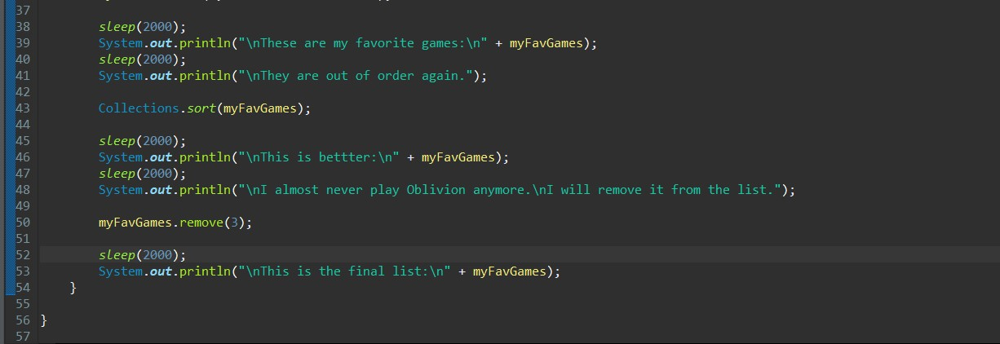 37
38 sleep(2000);
39 System.out.println("\nThese are my favorite games:\n" + myFavGames);
40 sleep(2000);
41 System.out.println("\nThey are out of order again.");
42
43 Collections.sort(myFavGames);
44
45 sleep(2000);
46 System.out.println("\nThis is bettter:\n" + myFavGames);
47 sleep(2000);
48 System.out.println("\nI almost never play Oblivion anymore.\nI will remove it from the list.");
49
50 myFavGames.remove(3);
51
52 sleep(2000);
53 System.out.println("\nThis is the final list:\n" + myFavGames);
54 }
55
56 }
57